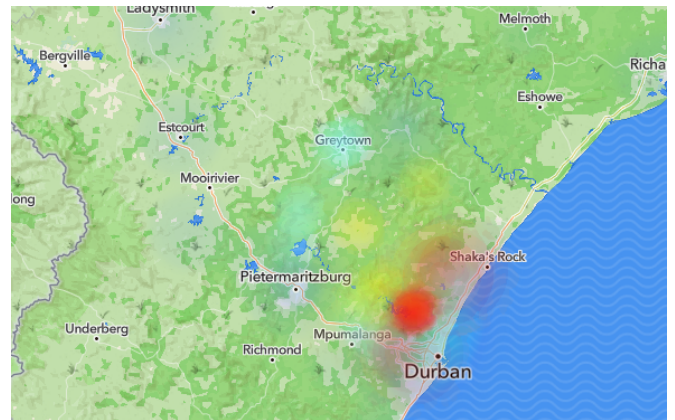 Ladysmith
Melmoth
Bergville
Richa
Eshowe
Estcourt
Greytown
Mooirivier
ong
Shaka's Rock
Pietermaritzburg
Underberg
Mpumalanga
Richmond
Durban